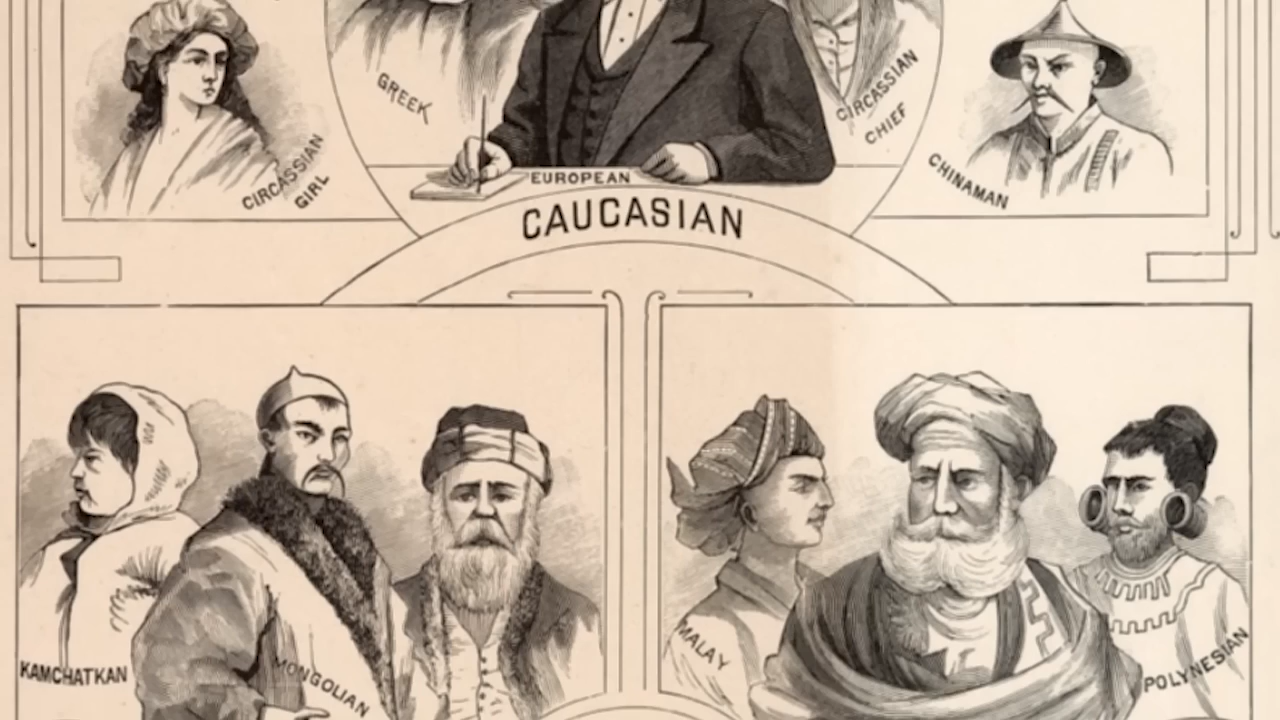 GREEK
CIRCASSIAN
CHIEF
CIRCASSIAN
GIRL
EUROPEAN
CHINAMAN
CAUCASIAN
KAMCHATKAN
MONGOLIAN
MALAY
POLYNESIAN